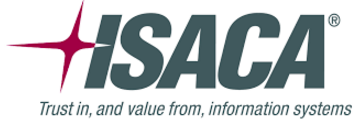 ISACA®
Trust in, and value from, information systems